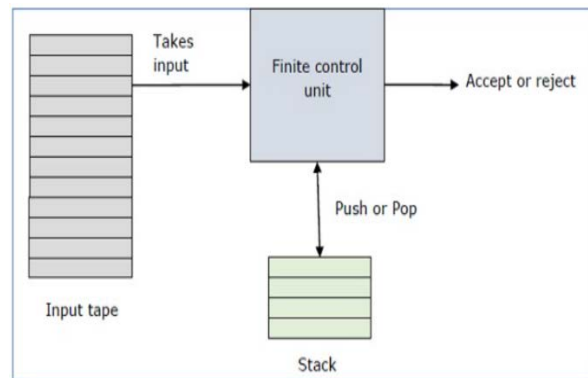 Takes
input
Finite control
unit
Accept or reject
Push or Pop
Input tape
Stack